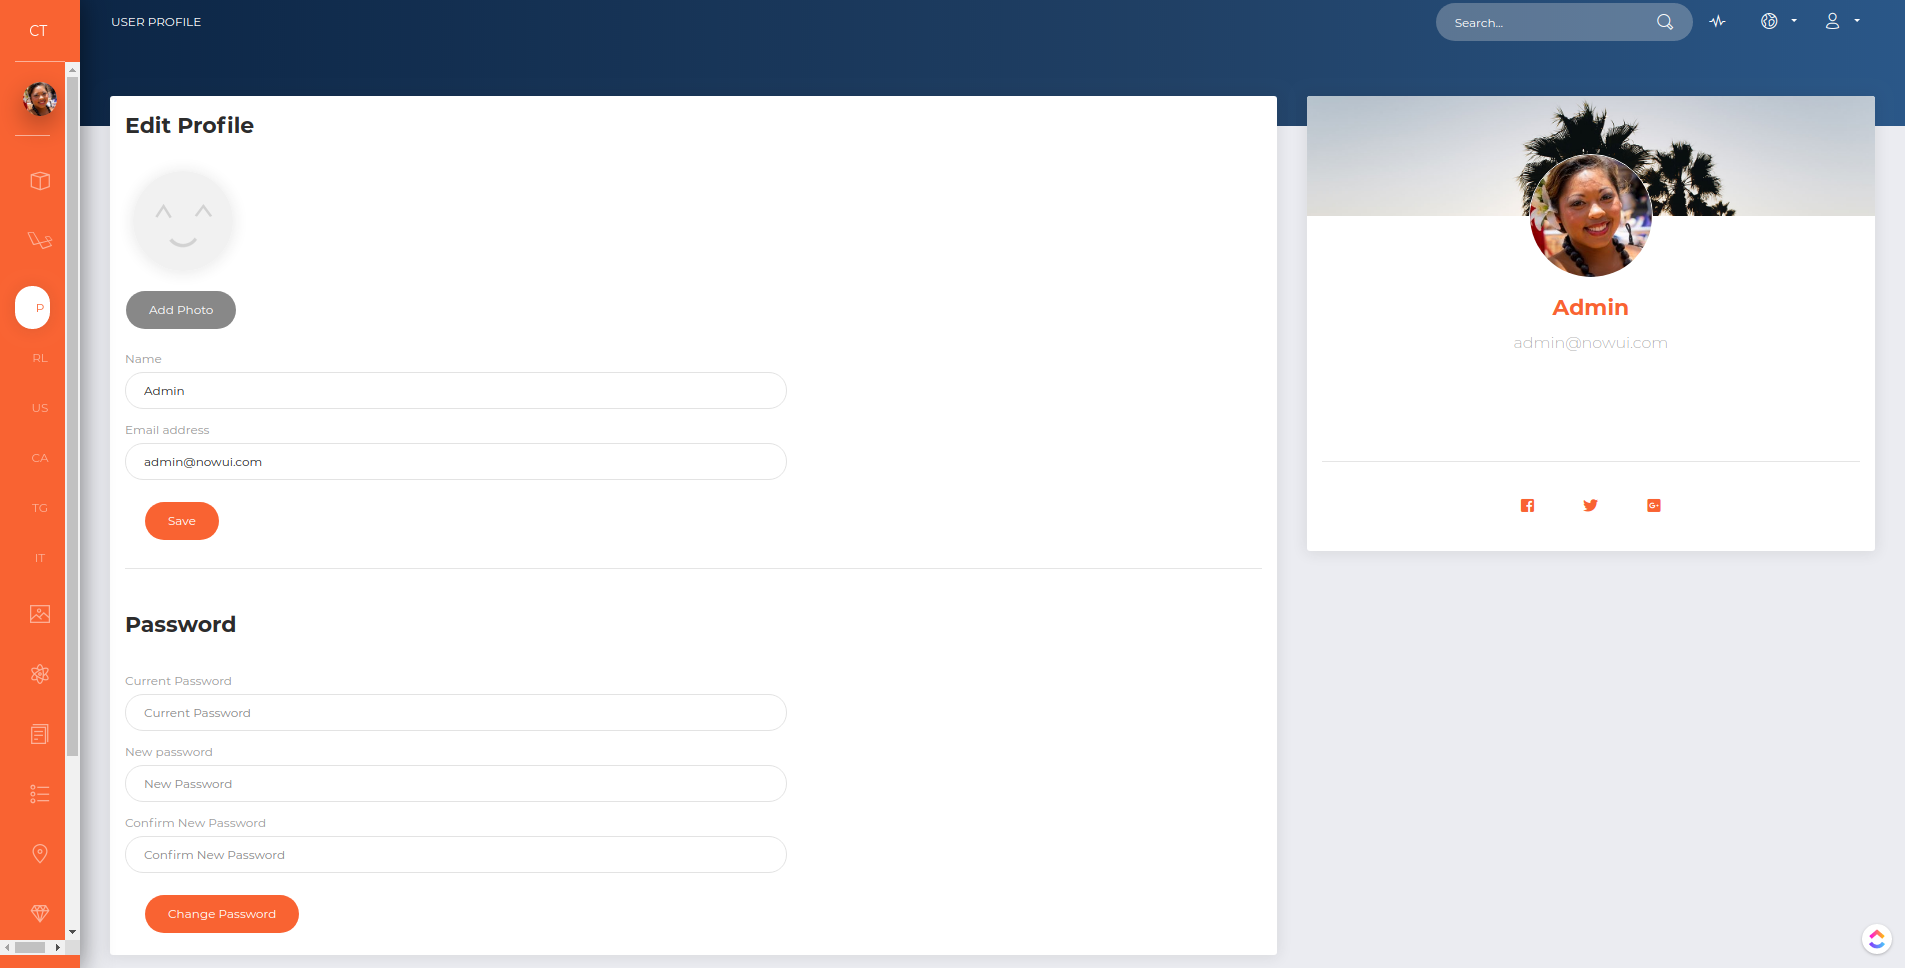 CT
USER PROFILE
Search...
P
RL
US
CA
TG
IT
Edit Profile
Add Photo
Name
Admin
Email address
admin@nowui.com
Save
Password
Current Password
Current Password
New password
New Password
Confirm New Password
Confirm New Password
Change Password
Admin
admin@nowui.com
G+